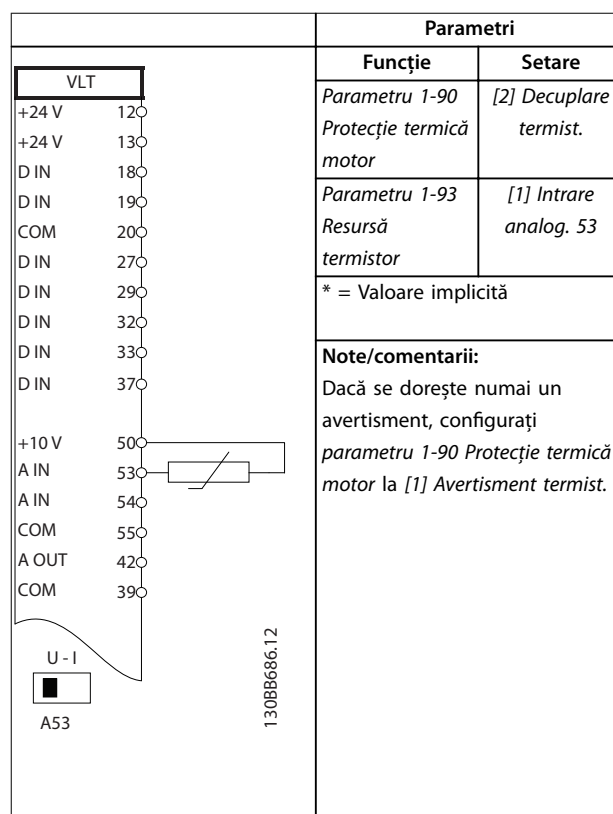 VLT
+24 V 12
+24 V 13
D IN 18
D IN 19
COM 20
D IN 27
D IN 29
D IN 32
D IN 33
D IN 37
+10 V 50
A IN 53
A IN 54
COM 55
A OUT 42
COM 39
U - I
A53
130BB686.12
Parametri
Funcție Setare
Parametru 1-90 [2] Decuplare
Protecție termică termist.
motor
Parametru 1-93 [1] Intrare
Resursă analog. 53
termistor
* = Valoare implicită
Note/comentarii:
Dacă se dorește numai un
avertisment, configurați
parametru 1-90 Protecție termică
motor la [1] Avertisment termist.